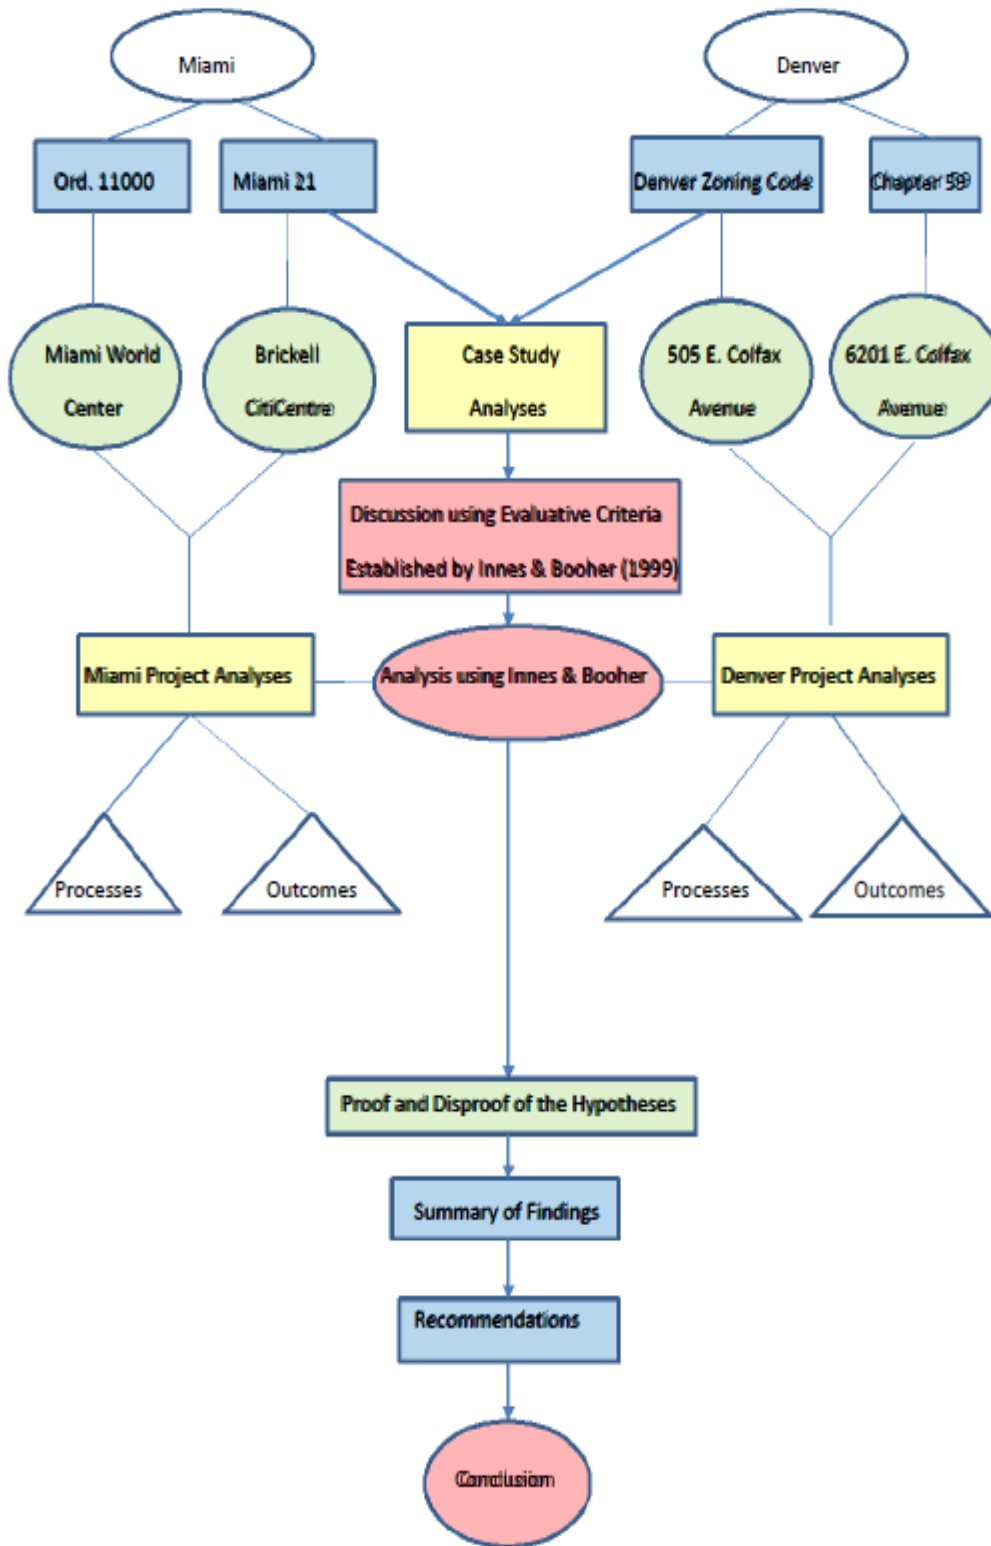 Miami
Denver
Ord. 11000
Miami 21
Denver Zoning Code
Chapter 59
Miami World
Center
Brickell
CitiCentre
Case Study
Analyses
505 E. Colfax
Avenue
6201 E. Colfax
Avenue
Discussion using Evaluative Criteria
Established by Innes & Booher (1999)
Miami Project Analyses
Analysis using Innes & Booher
Denver Project Analyses
Processes
Outcomes
Processes
Outcomes
Proof and Disproof of the Hypotheses
Summary of Findings
Recommendations
Conclusion